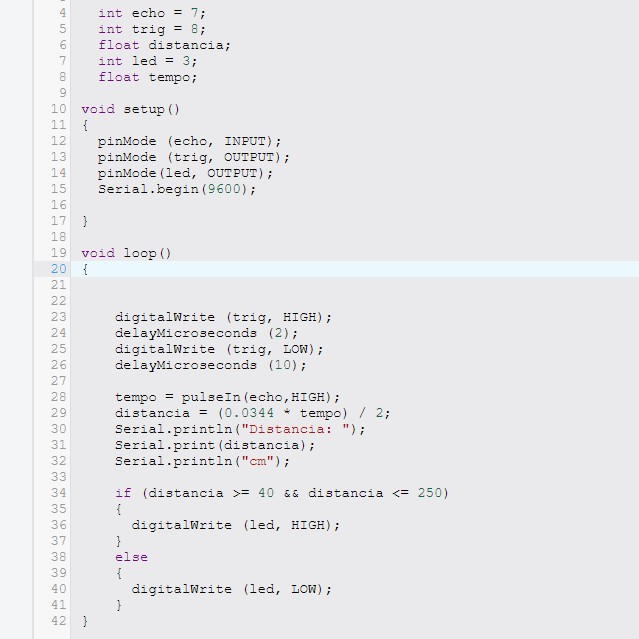 4 int echo = 7;
5 int trig = 8;
6 float distancia;
7 int led = 3;
8 float tempo;
9
10 void setup()
11 {
12 pinMode (echo, INPUT);
13 pinMode (trig, OUTPUT);
14 pinMode(led, OUTPUT);
15 Serial.begin(9600);
16
17 }
18
19 void loop()
20 {
21
22
23 digitalWrite (trig, HIGH);
24 delayMicroseconds (2);
25 digitalWrite (trig, LOW);
26 delayMicroseconds (10);
27
28 tempo = pulseIn(echo,HIGH);
29 distancia = (0.0344 * tempo) / 2;
30 Serial.println("Distancia: ");
31 Serial.print(distancia);
32 Serial.println("cm");
33
34 if (distancia >= 40 && distancia <= 250)
35 {
36 digitalWrite (led, HIGH);
37 }
38 else
39 {
40 digitalWrite (led, LOW);
41 }
42 }